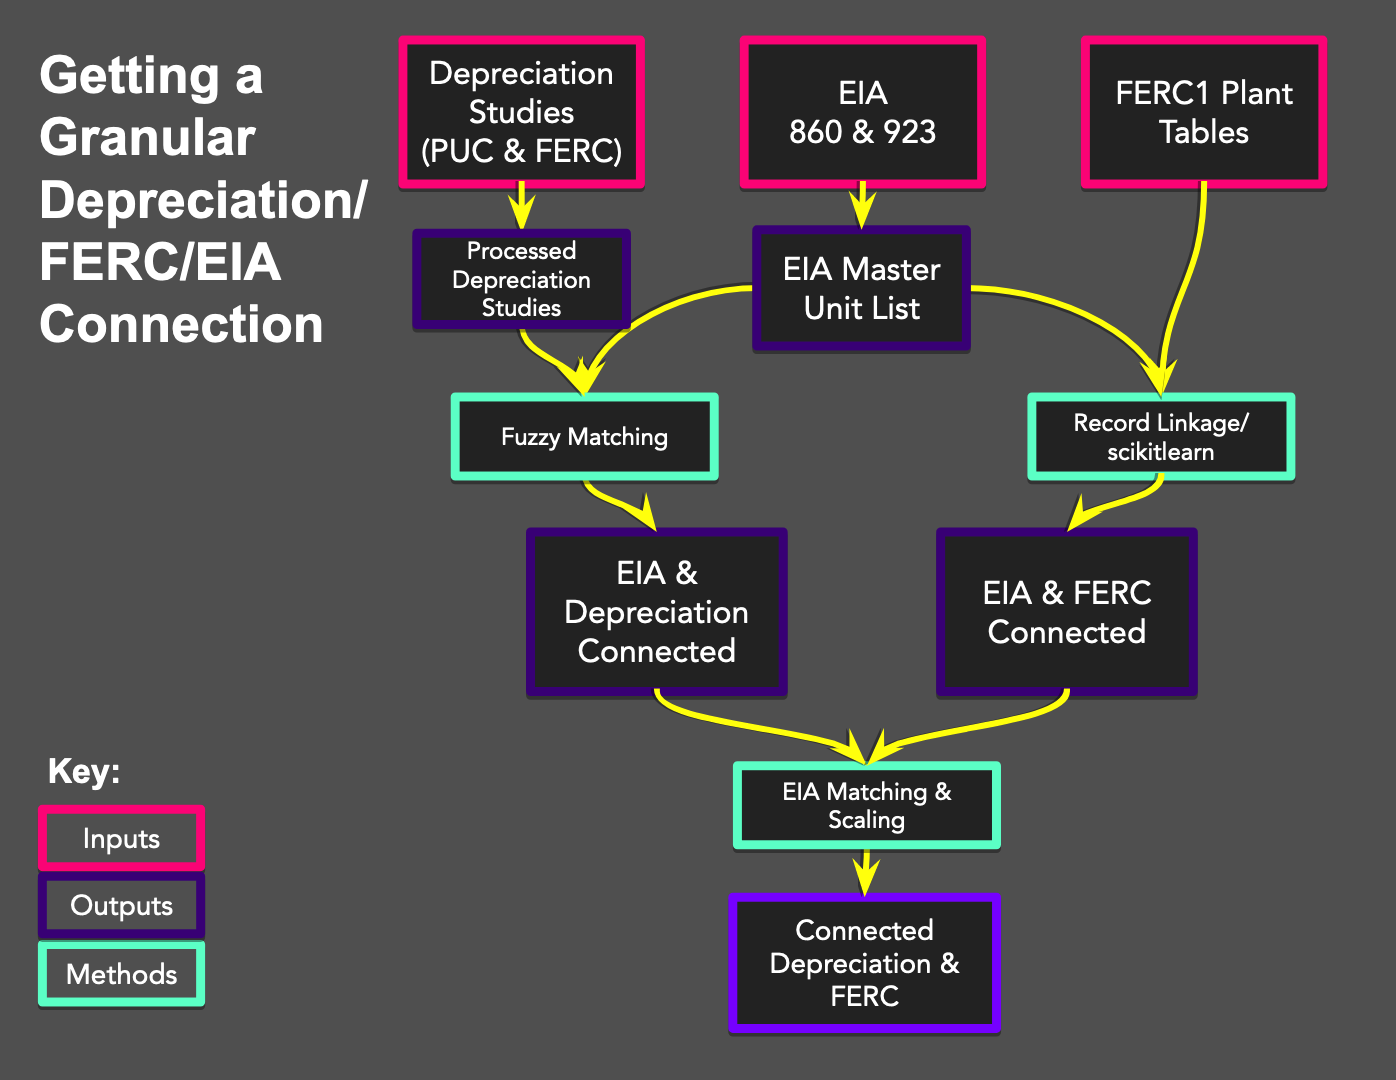 Getting a
Granular
Depreciation/
FERC/EIA
Connection
Depreciation
Studies
(PUC & FERC)
EIA
860 & 923
FERC1 Plant
Tables
Processed
Depreciation
Studies
EIA Master
Unit List
Fuzzy Matching
Record Linkage/
scikitlearn
EIA &
Depreciation
Connected
EIA & FERC
Connected
EIA Matching &
Scaling
Connected
Depreciation &
FERC
Key:
Inputs
Outputs
Methods